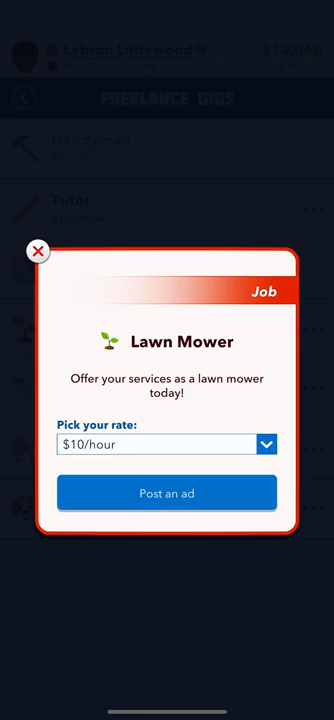 Lebron Littlewood
$12,066
FREELANCE GIGS
Handyman
Tutor
Job
Lawn Mower
Offer your services as a lawn mower
today!
Pick your rate:
$10/hour
Post an ad